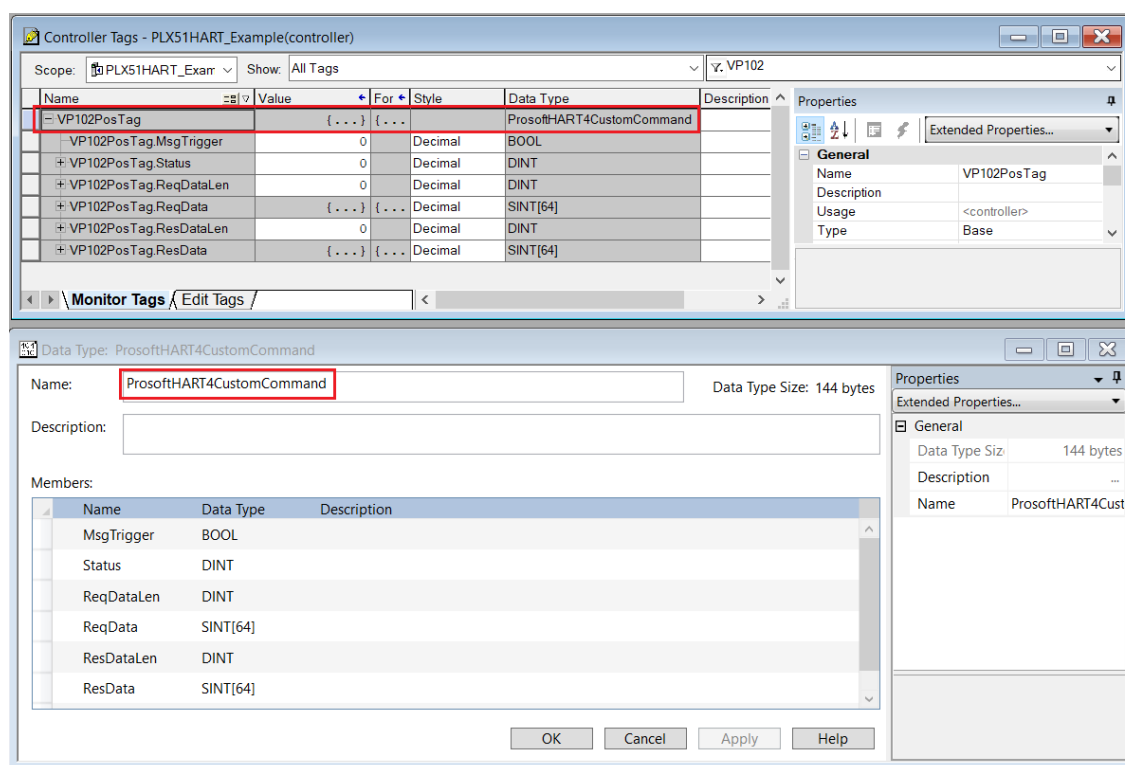 Controller Tags - PLX51HART_Example(controller)
Scope: PLX51HART_Exam Show: All Tags VP102
Name Value For Style Data Type Description
VP102PosTag {...} {... ProsoftHART4CustomCommand
VP102PosTag.MsgTrigger 0 Decimal BOOL
VP102PosTag.Status 0 Decimal DINT
VP102PosTag.ReqDataLen 0 Decimal DINT
VP102PosTag.ReqData {...} {... Decimal SINT[64]
VP102PosTag.ResDataLen 0 Decimal DINT
VP102PosTag.ResData {...} {... Decimal SINT[64]
Monitor Tags Edit Tags
Properties
Extended Properties...
General
Name VP102PosTag
Description
Usage <controller>
Type Base
Data Type: ProsoftHART4CustomCommand
Name: ProsoftHART4CustomCommand Data Type Size: 144 bytes
Description:
Members:
Name Data Type Description
MsgTrigger BOOL
Status DINT
ReqDataLen DINT
ReqData SINT[64]
ResDataLen DINT
ResData SINT[64]
OK Cancel Apply Help
Properties
Extended Properties...
General
Data Type Siz 144 bytes
Description ...
Name ProsoftHART4Cust